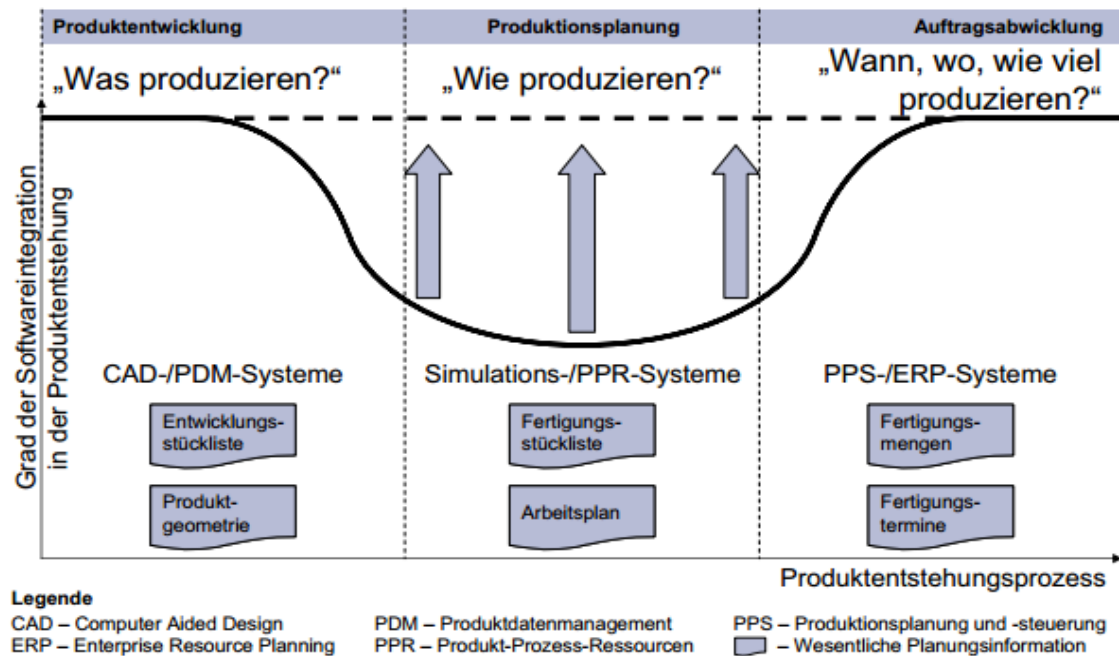 Produktentwicklung
Produktionsplanung
Auftragsabwicklung
„Was produzieren?“
„Wie produzieren?“
„Wann, wo, wie viel
produzieren?“
Grad der Softwareintegration
in der Produktentstehung
CAD-/PDM-Systeme
Simulations-/PPR-Systeme
PPS-/ERP-Systeme
Entwicklungs-
stückliste
Fertigungs-
stückliste
Fertigungs-
mengen
Produkt-
geometrie
Arbeitsplan
Fertigungs-
termine
Produktentstehungsprozess
Legende
CAD – Computer Aided Design
PDM – Produktdatenmanagement
PPS – Produktionsplanung und -steuerung
ERP – Enterprise Resource Planning
PPR – Produkt-Prozess-Ressourcen
– Wesentliche Planungsinformation